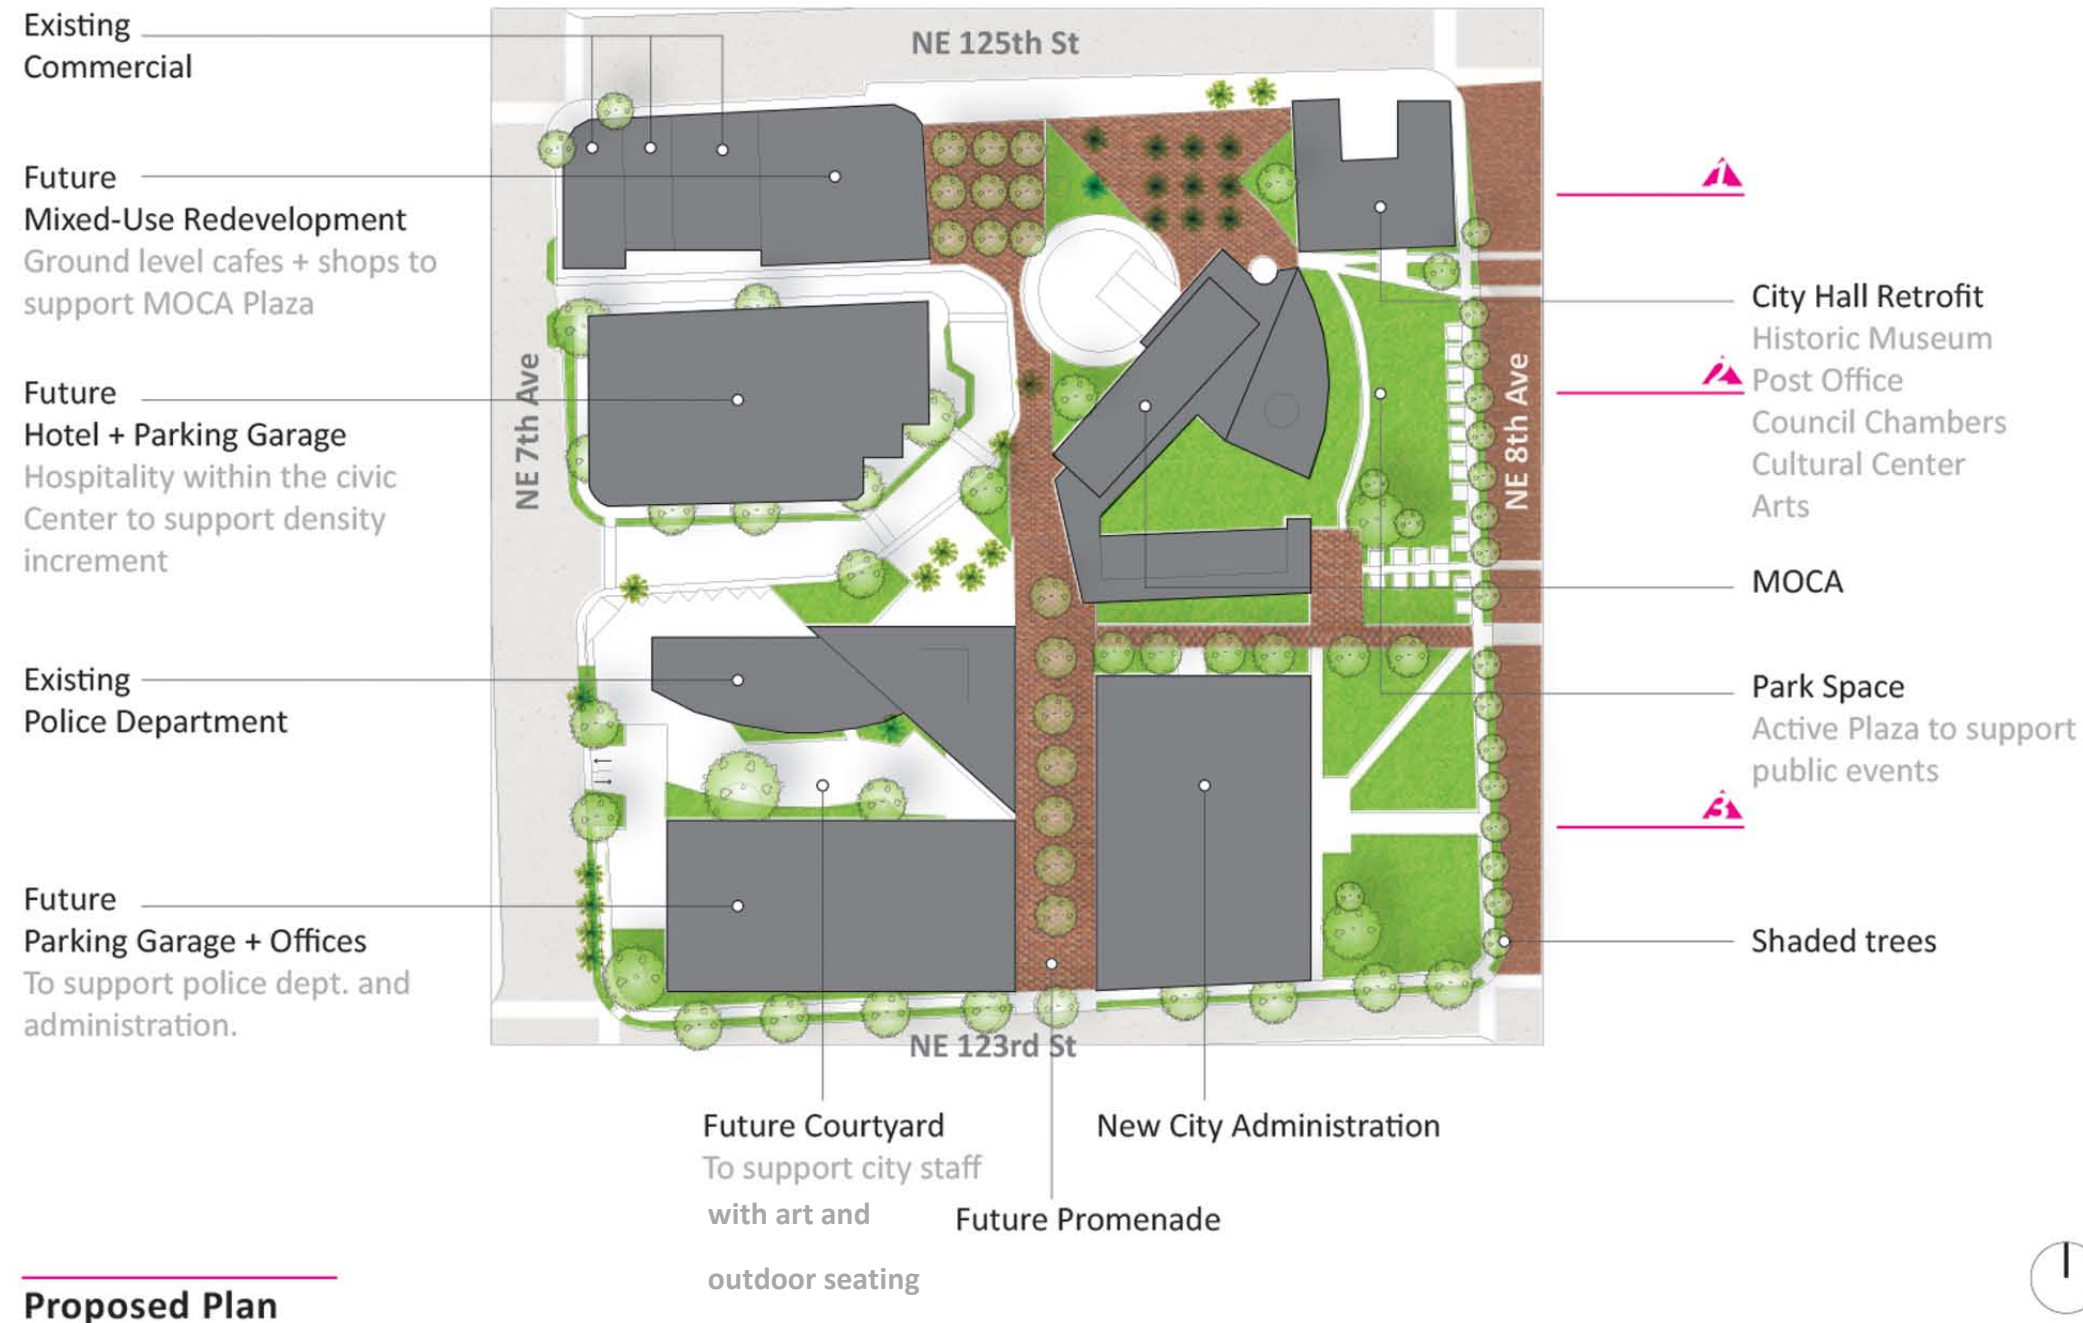 Existing
Commercial
Future
Mixed-Use Redevelopment
Ground level cafes + shops to
support MOCA Plaza
Future
Hotel + Parking Garage
Hospitality within the civic
Center to support density
increment
Existing
Police Department
Future
Parking Garage + Offices
To support police dept. and
administration.
NE 125th St
NE 7th Ave
NE 8th Ave
NE 123rd St
1
2
3
City Hall Retrofit
Historic Museum
Post Office
Council Chambers
Cultural Center
Arts
MOCA
Park Space
Active Plaza to support
public events
Shaded trees
Future Courtyard
To support city staff
with art and
outdoor seating
New City Administration
Future Promenade
Proposed Plan